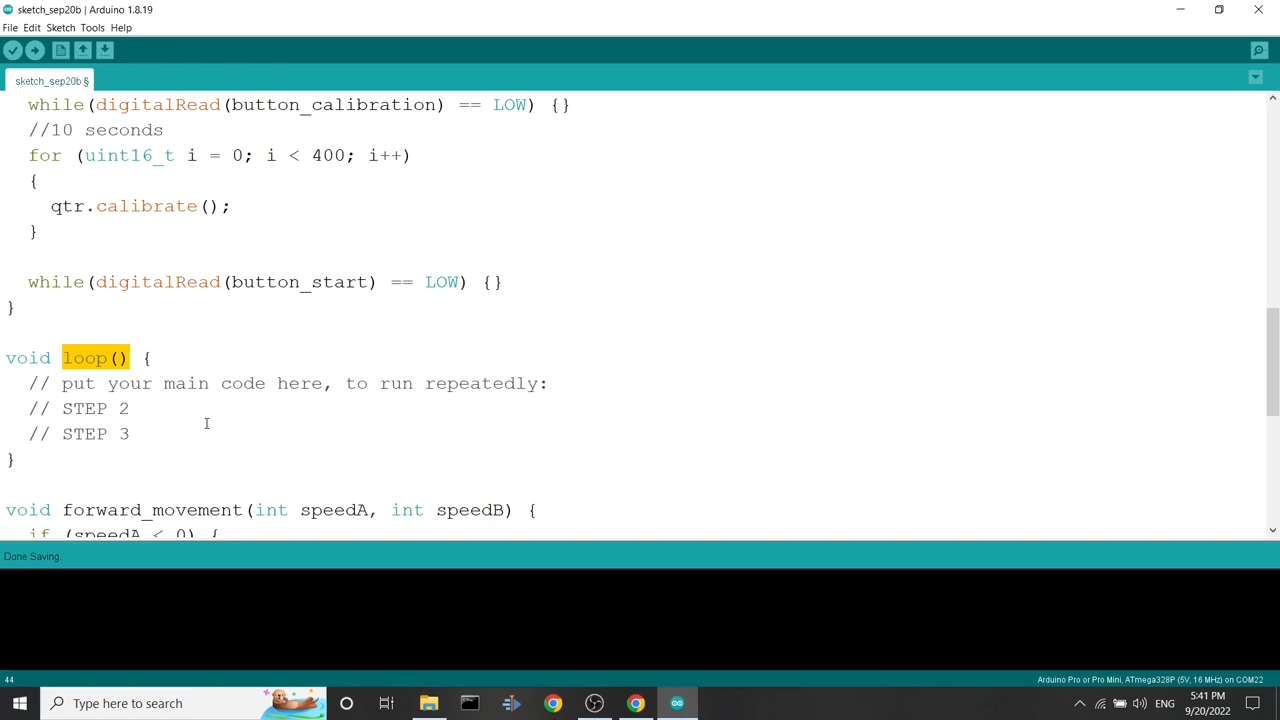 sketch_sep20b | Arduino 1.8.19
File Edit Sketch Tools Help
sketch_sep20b §
while(digitalRead(button_calibration) == LOW) {}
//10 seconds
for (uint16_t i = 0; i < 400; i++)
{
qtr.calibrate();
}
while(digitalRead(button_start) == LOW) {}
}
void loop() {
// put your main code here, to run repeatedly:
// STEP 2
// STEP 3
}
void forward_movement(int speedA, int speedB) {
if (speedA < 0) {
Done Saving.
44
Arduino Pro or Pro Mini, ATmega328P (5V, 16 MHz) on COM22
Type here to search
ENG
5:41 PM
9/20/2022